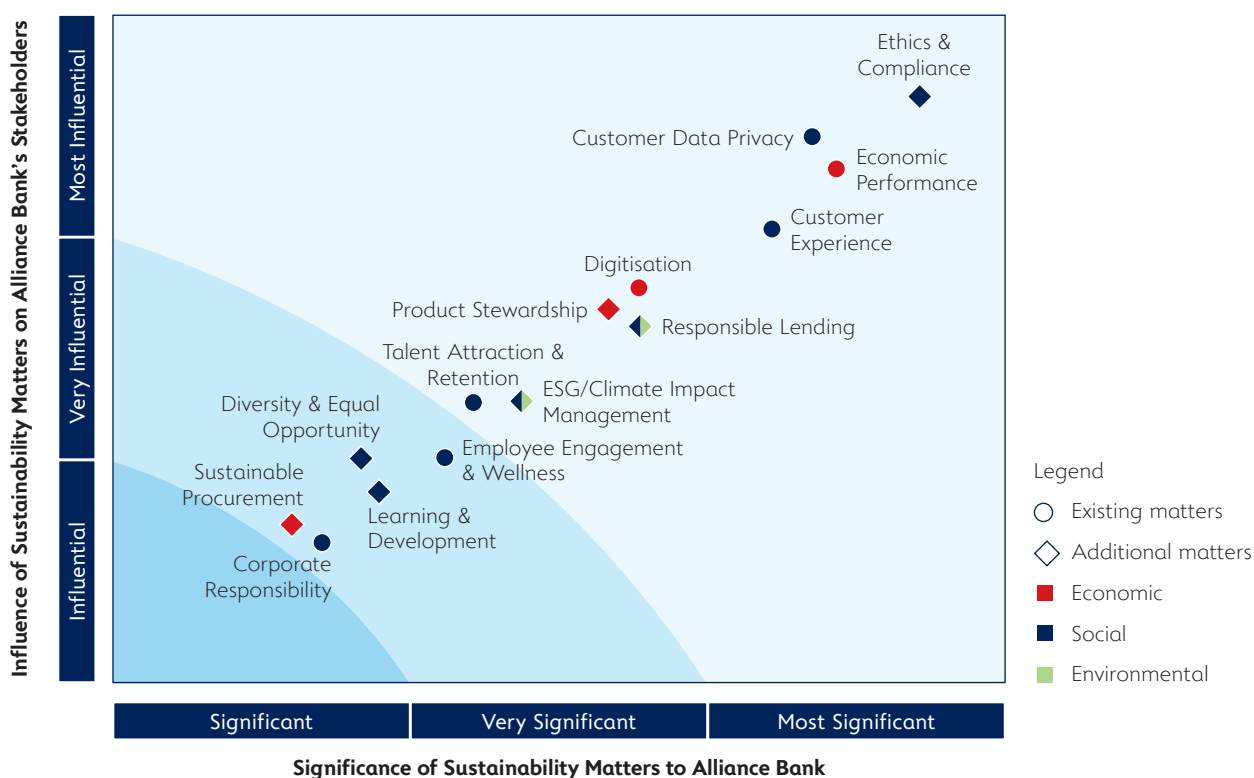 Influence of Sustainability Matters on Alliance Bank's Stakeholders
Most Influential
Very Influential
Influential
Ethics &
Compliance
Customer Data Privacy
Economic
Performance
Customer
Experience
Digitisation
Product Stewardship
Responsible Lending
Talent Attraction &
Retention
ESG/Climate Impact
Management
Diversity & Equal
Opportunity
Employee Engagement
& Wellness
Sustainable
Procurement
Learning &
Development
Corporate
Responsibility
Legend
Existing matters
Additional matters
Economic
Social
Environmental
Significant
Very Significant
Most Significant
Significance of Sustainability Matters to Alliance Bank